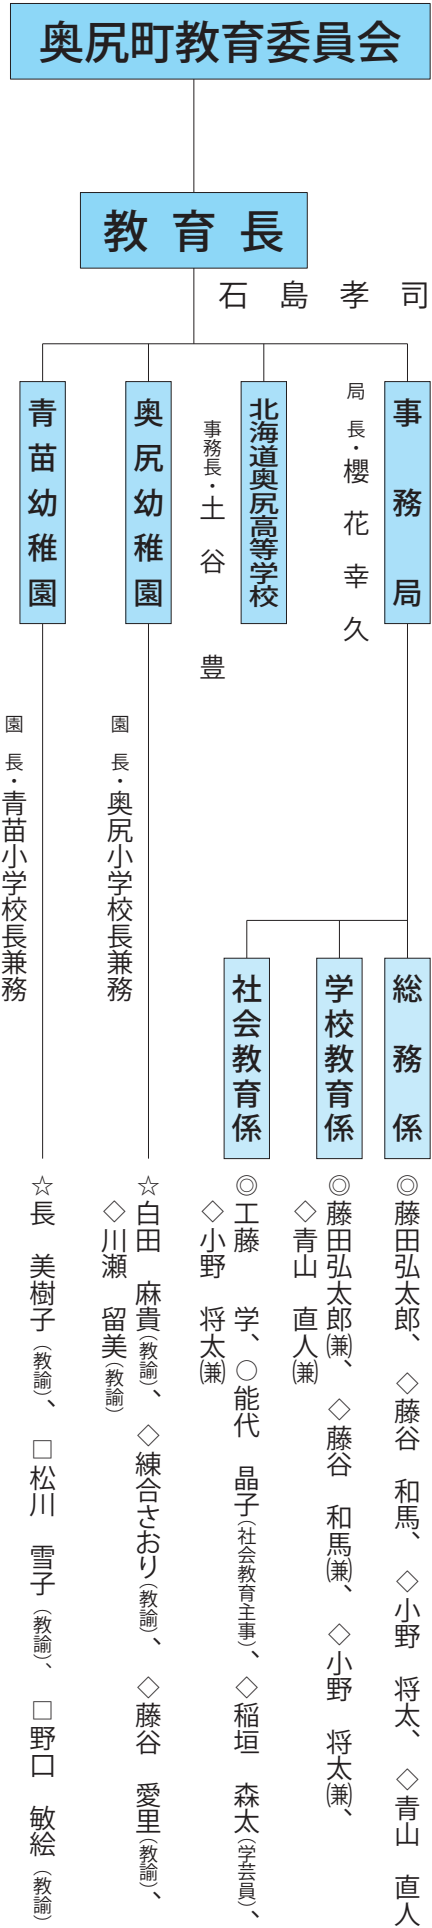 奥尻町教育委員会
教育長
石島孝司
事務局
局長・櫻花幸久
北海道奥尻高等学校
事務長・土谷 豊
奥尻幼稚園
園長・奥尻小学校長兼務
青苗幼稚園
園長・青苗小学校長兼務
総務係
◎藤田弘太郎、◇藤谷 和馬、◇小野 将太、◇青山 直人
学校教育係
◎藤田弘太郎㈱、◇藤谷 和馬(兼)、◇小野 将太(兼)、
◇青山 直人(兼)
社会教育係
◎工藤 学、○能代 晶子(社会教育主事)、◇稲垣 森太(学芸員)、
◇小野 将太(兼)
☆白田 麻貴(教諭)、◇練合さおり(教諭)、◇藤谷 愛里(教諭)、
◇川瀬 留美(教諭)
☆長 美樹子(教諭)、□松川 雪子(教諭)、□野口 敏絵(教諭)